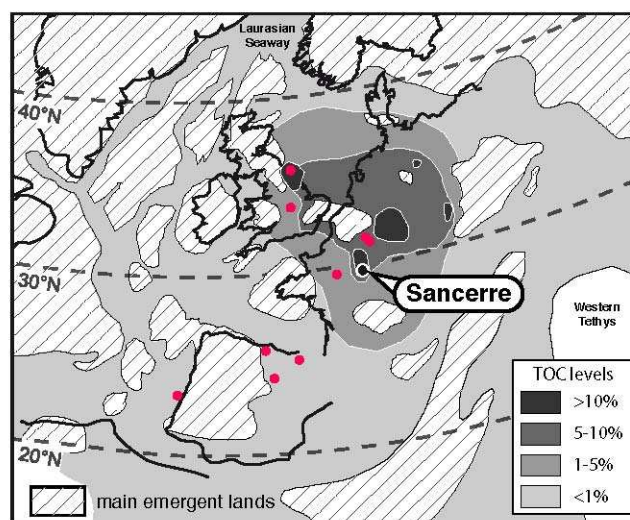 Laurasian
Seaway
40°N
30°N
Sancerre
Western
Tethys
TOC levels
>10%
5-10%
1-5%
<1%
20°N
main emergent lands